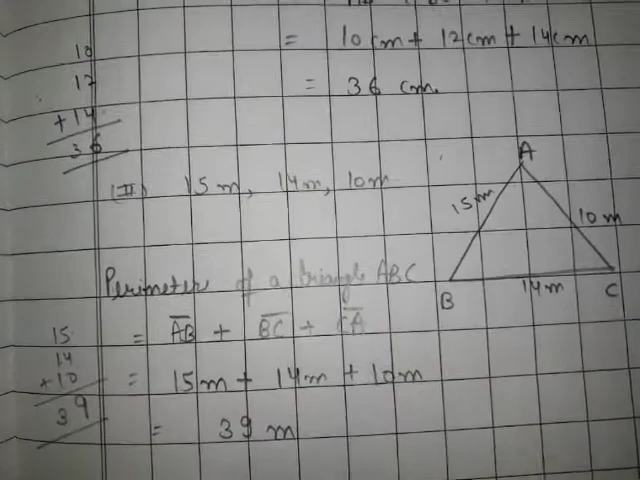 = 10 cm + 12 cm + 14 cm
10
12
+ 14
36
= 36 cm
(II) 15 m, 14 m, 10 m
A
15 m
10 m
B
14 m
C
Perimeter of a triangle ABC
= AB + BC + CA
15
14
+ 10
39
= 15 m + 14 m + 10 m
= 39 m